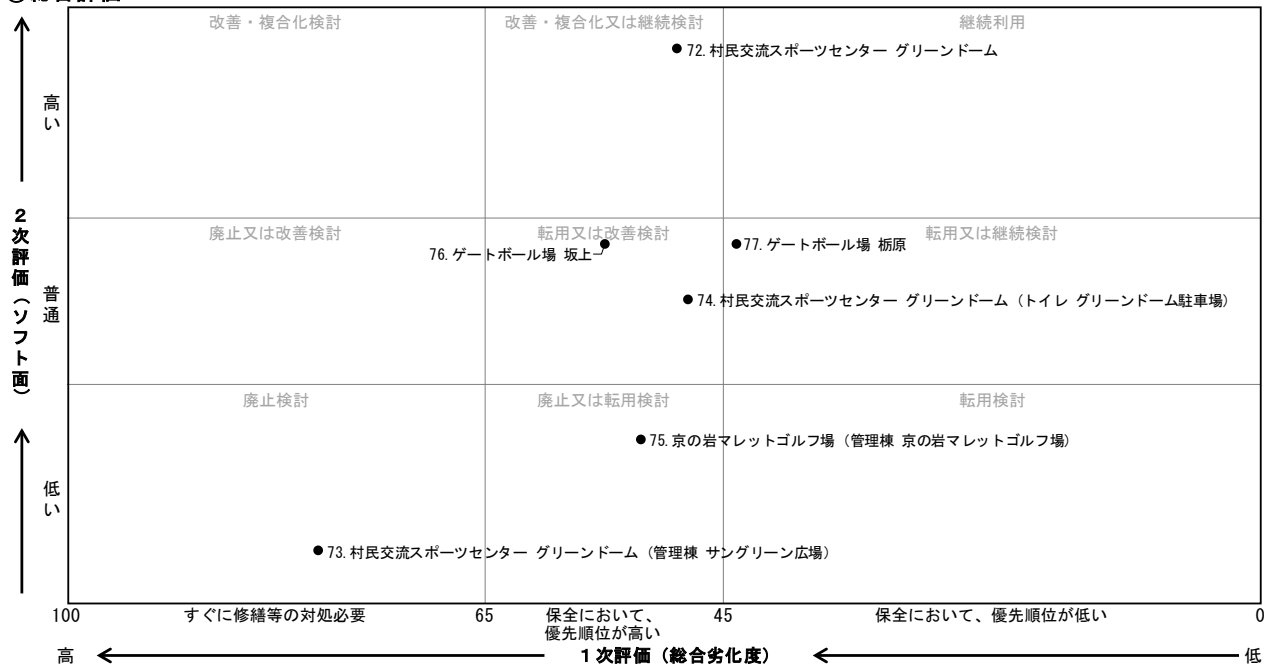 改善・複合化検討
改善・複合化又は継続検討
継続利用
72.村民交流スポーツセンター グリーンドーム
高い
廃止又は改善検討
転用又は改善検討
転用又は継続検討
76.ゲートボール場 坂上
77.ゲートボール場 栃原
2次評価（ソフト面）
普通
74.村民交流スポーツセンター グリーンドーム（トイレ グリーンドーム駐車場）
廃止検討
廃止又は転用検討
転用検討
75.京の岩マレットゴルフ場（管理棟 京の岩マレットゴルフ場）
低い
73.村民交流スポーツセンター グリーンドーム（管理棟 サングリーン広場）
100
すぐに修繕等の対処必要
65
保全において、
優先順位が高い
45
保全において、優先順位が低い
0
高
1次評価（総合劣化度）
低